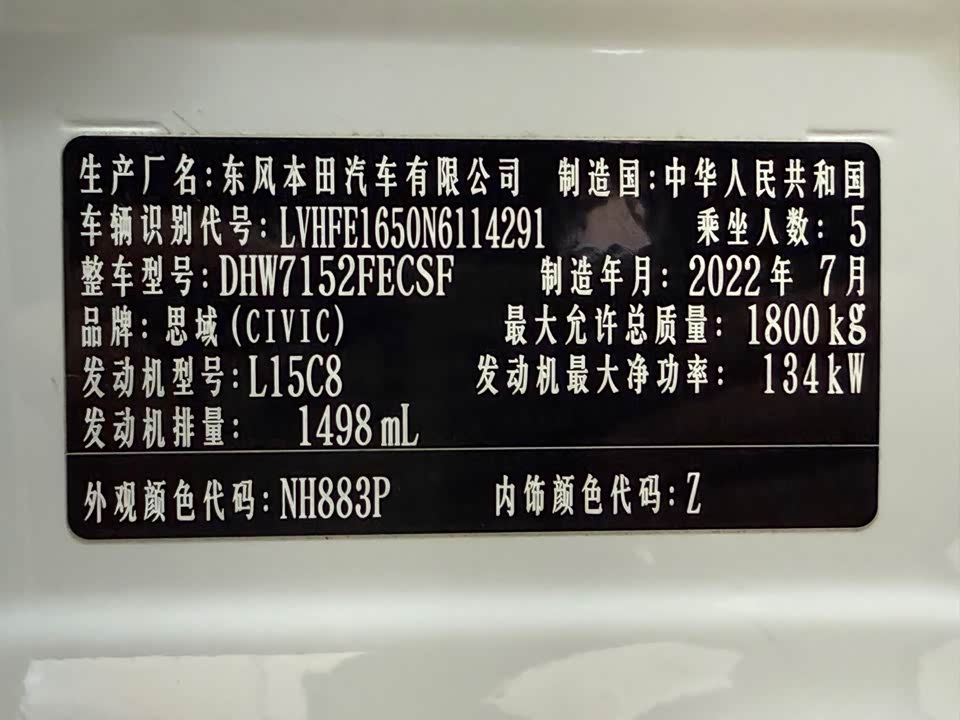 生产厂名:东风本田汽车有限公司 制造国:中华人民共和国
车辆识别代号:LVHFE1650N6114291 乘坐人数: 5
整车型号:DHW7152FECSF 制造年月: 2022年 7月
品牌: 思域(CIVIC) 最大允许总质量: 1800kg
发动机型号:L15C8 发动机最大净功率: 134kW
发动机排量: 1498mL
外观颜色代码:NH883P 内饰颜色代码:Z